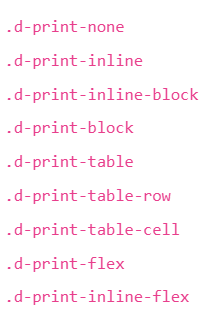 .d-print-none
.d-print-inline
.d-print-inline-block
.d-print-block
.d-print-table
.d-print-table-row
.d-print-table-cell
.d-print-flex
.d-print-inline-flex